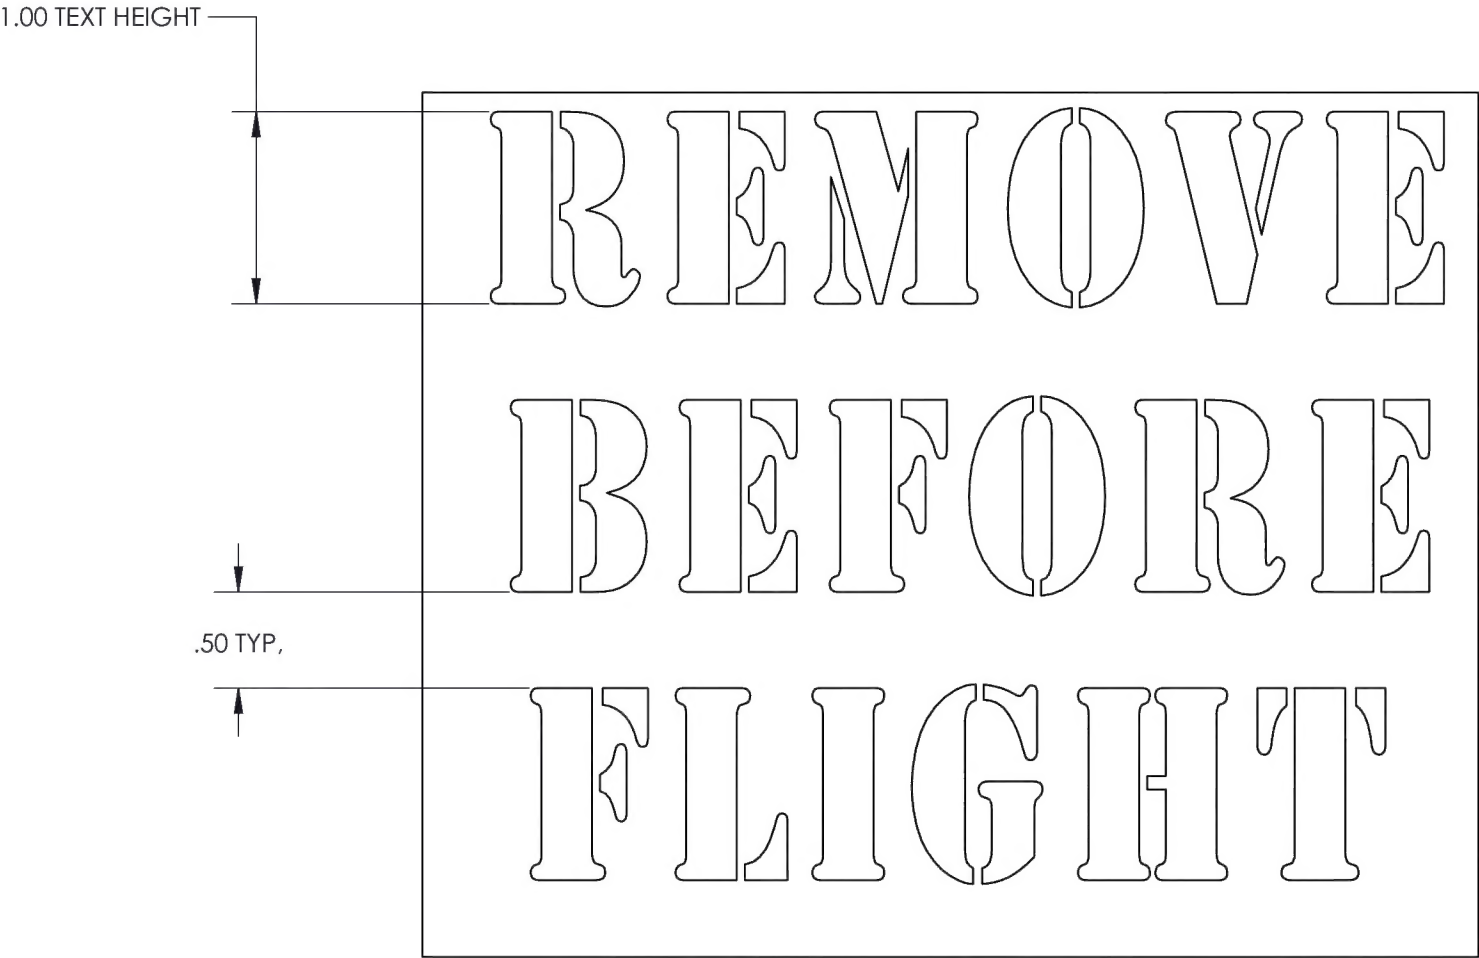 1.00 TEXT HEIGHT
REMOVE
BEFORE
.50 TYP,
FLIGHT